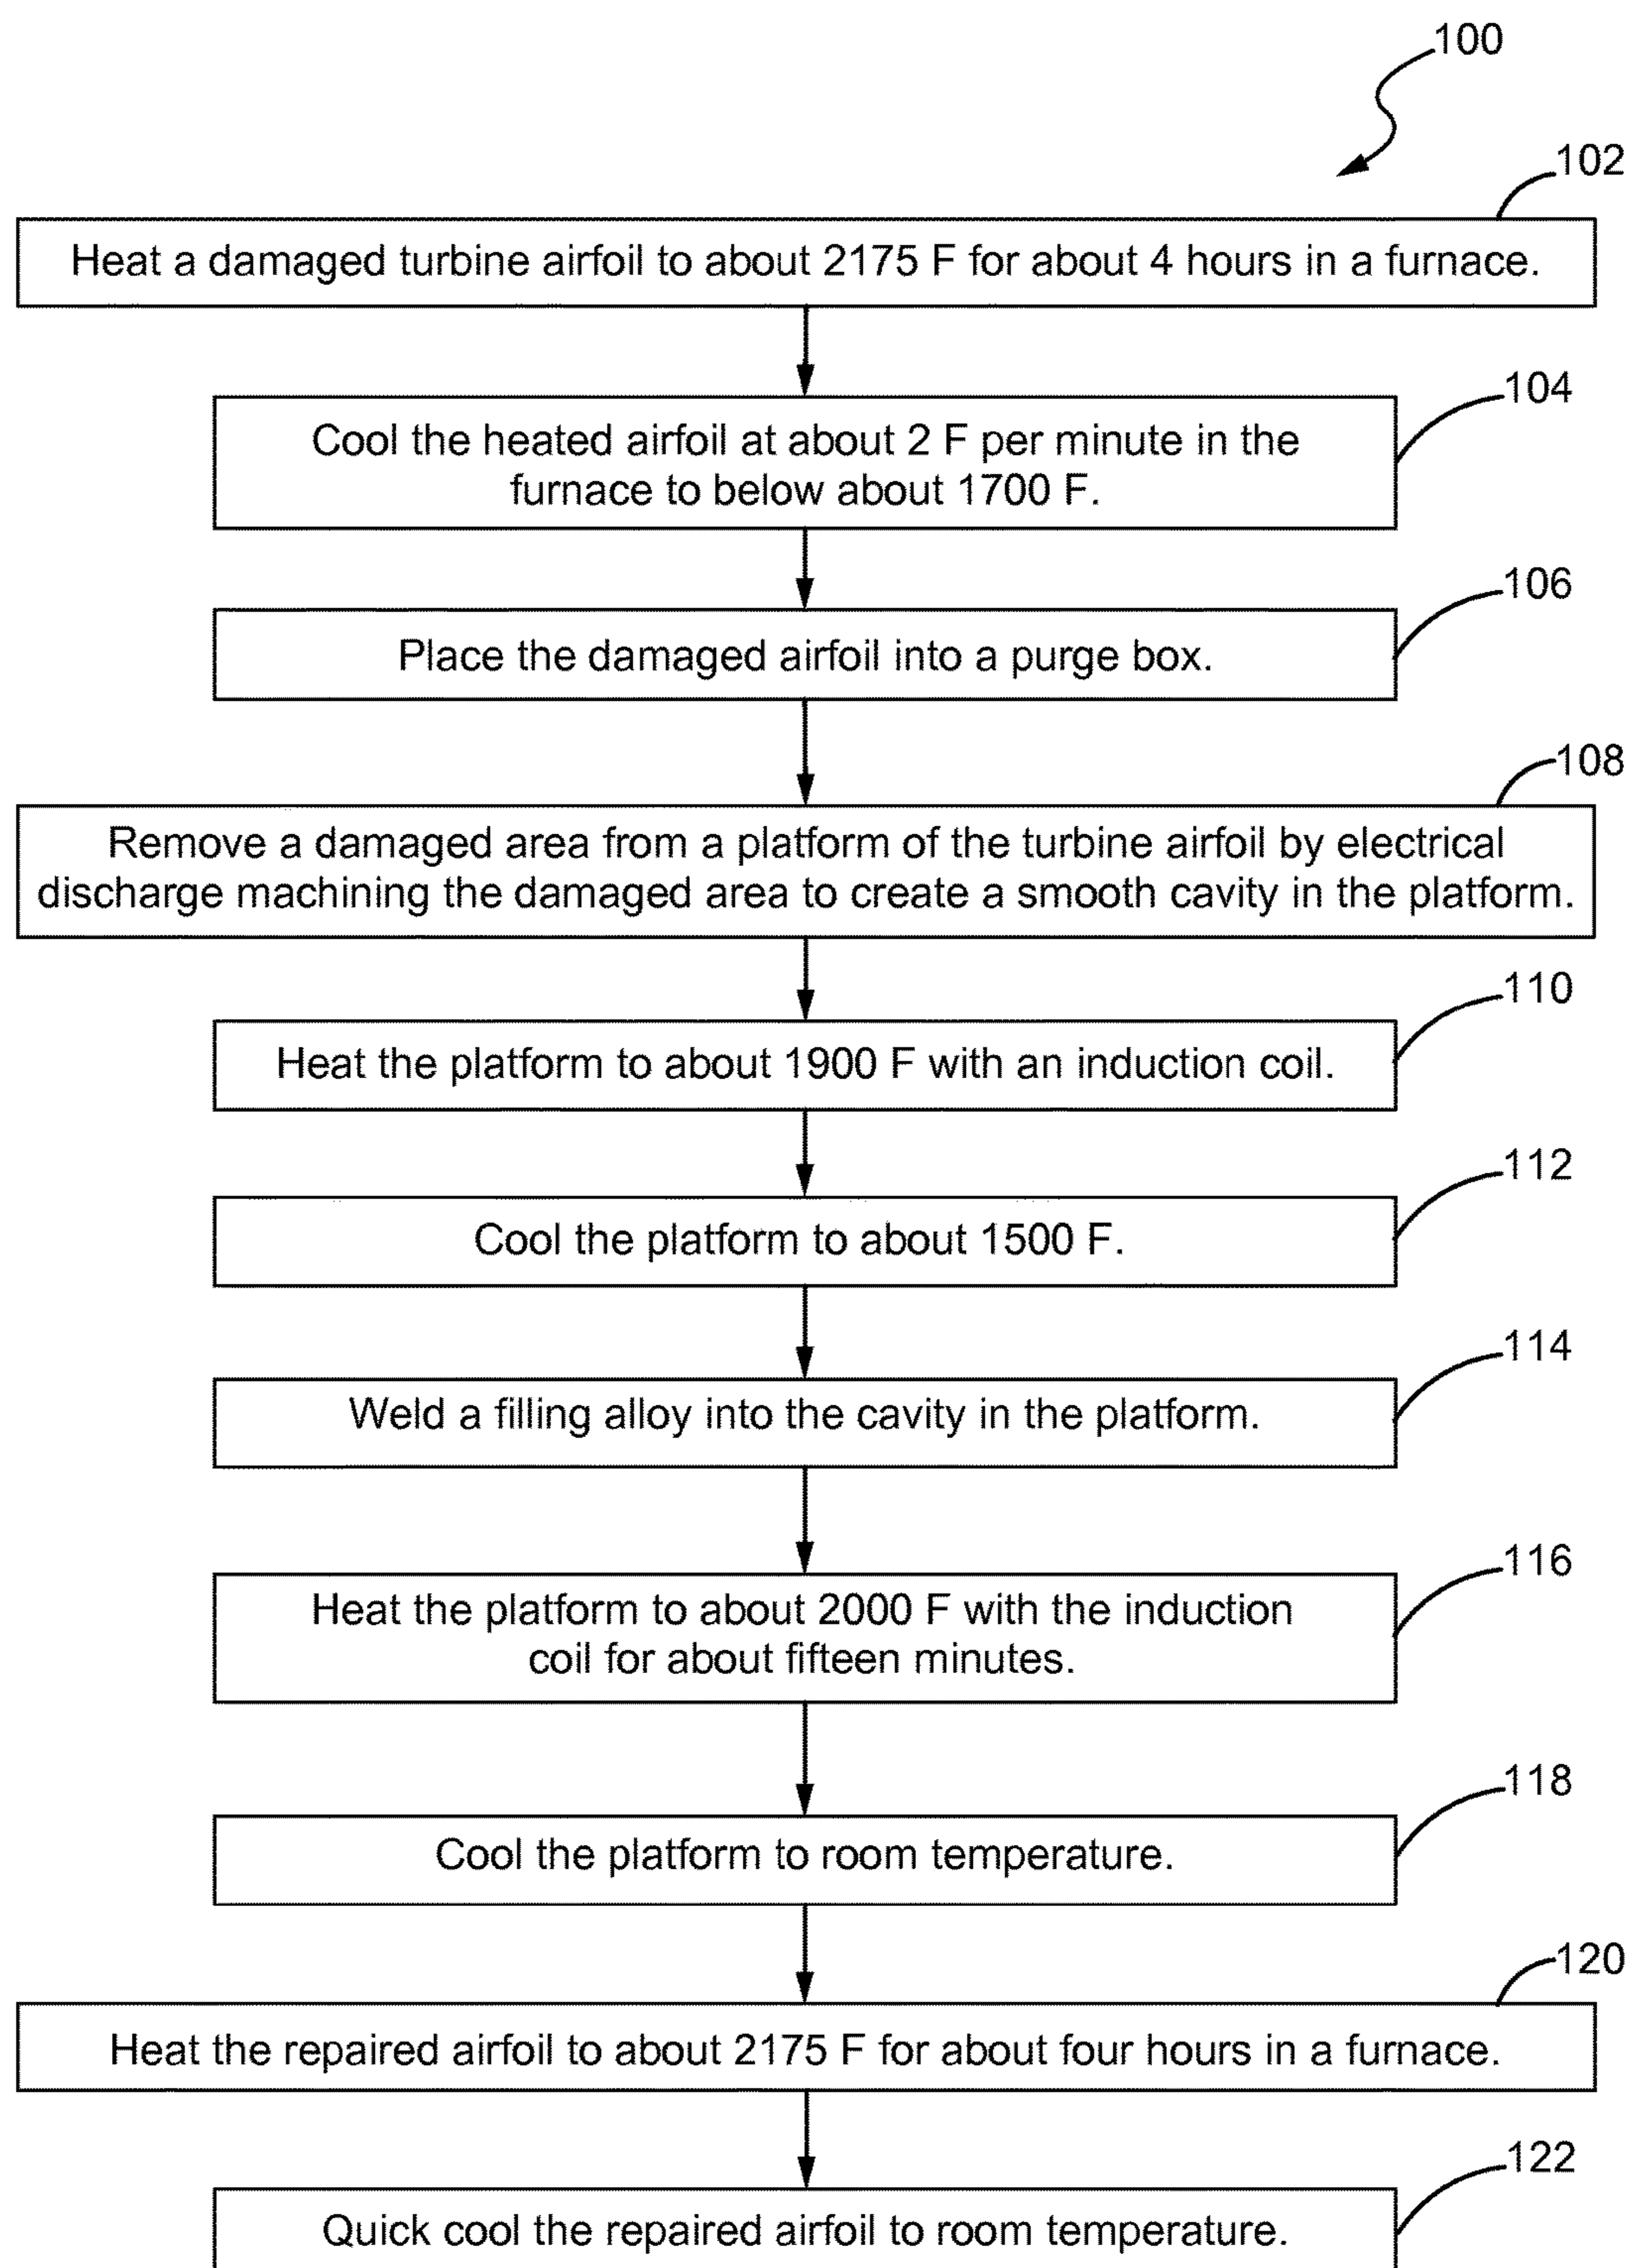 100
102
Heat a damaged turbine airfoil to about 2175 F for about 4 hours in a furnace.
104
Cool the heated airfoil at about 2 F per minute in the
furnace to below about 1700 F.
106
Place the damaged airfoil into a purge box.
108
Remove a damaged area from a platform of the turbine airfoil by electrical
discharge machining the damaged area to create a smooth cavity in the platform.
110
Heat the platform to about 1900 F with an induction coil.
112
Cool the platform to about 1500 F.
114
Weld a filling alloy into the cavity in the platform.
116
Heat the platform to about 2000 F with the induction
coil for about fifteen minutes.
118
Cool the platform to room temperature.
120
Heat the repaired airfoil to about 2175 F for about four hours in a furnace.
122
Quick cool the repaired airfoil to room temperature.